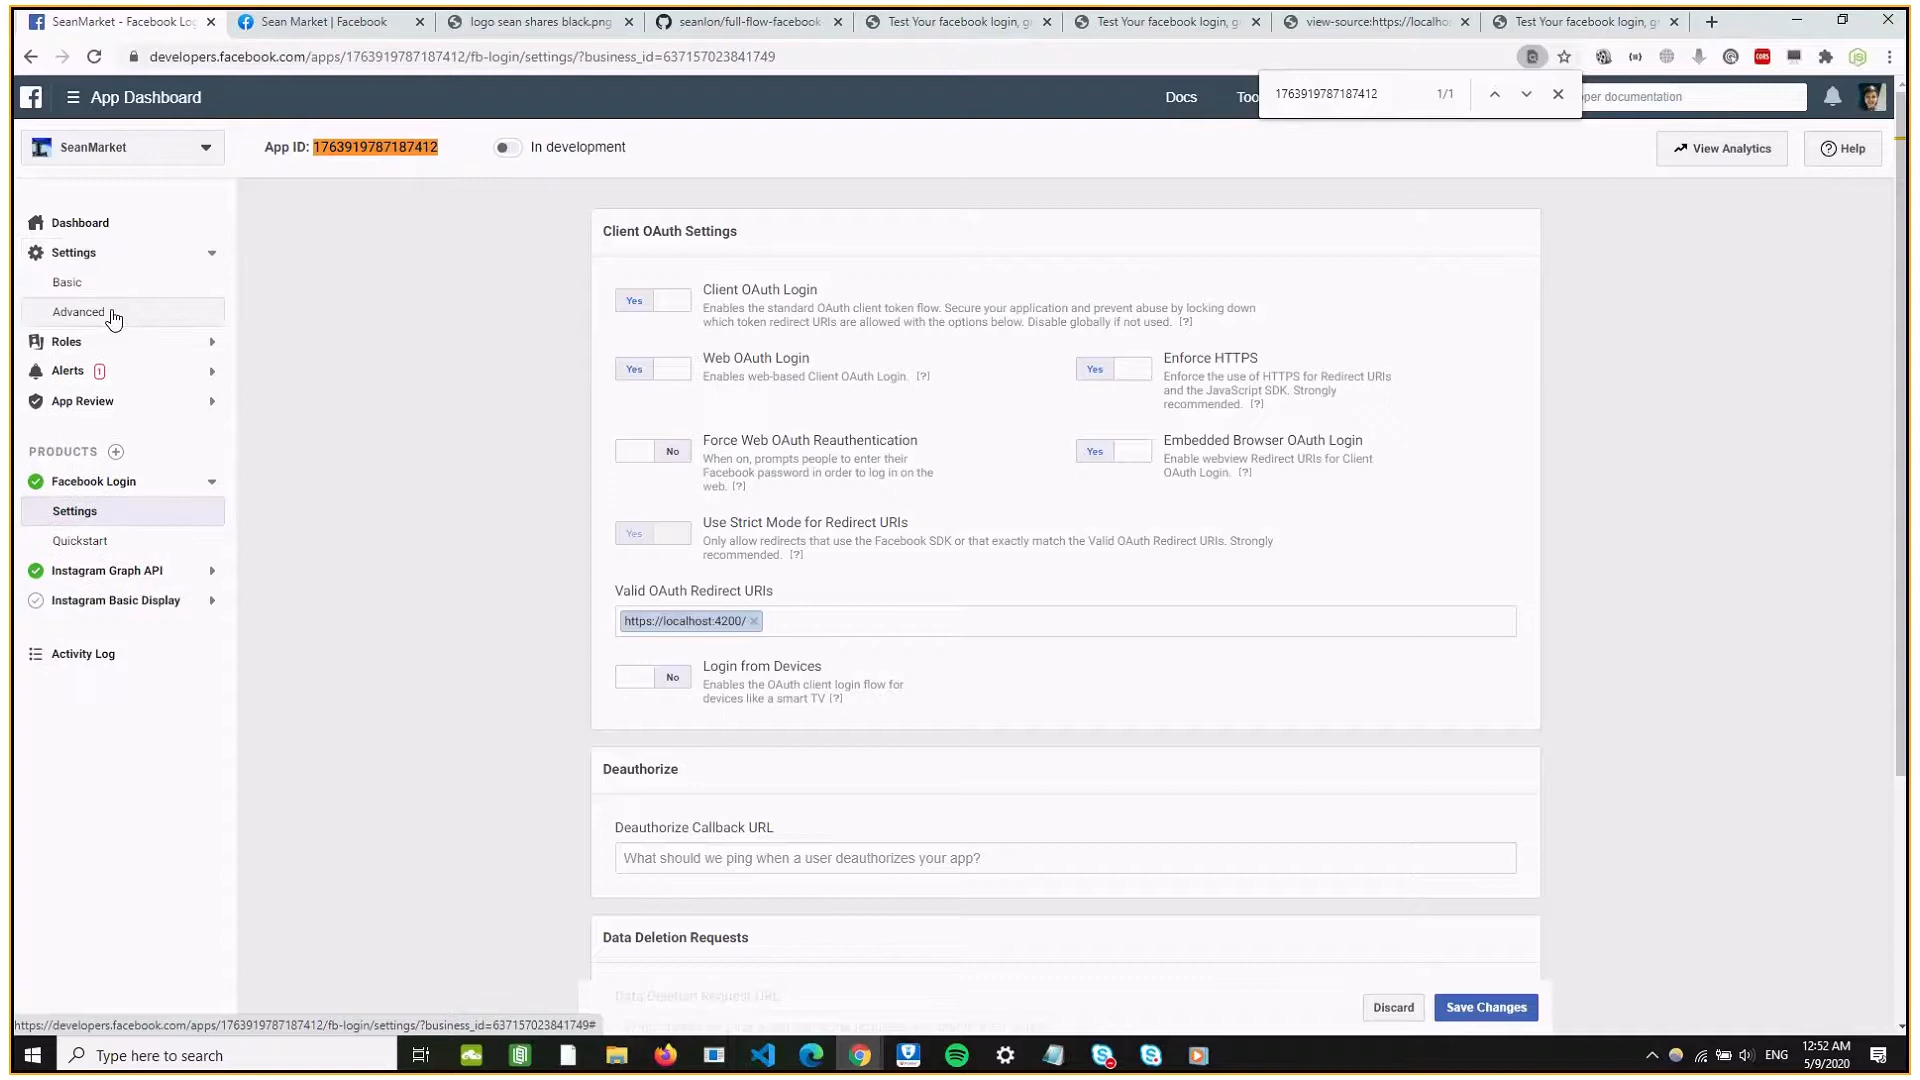 SeanMarket - Facebook Log
Sean Market | Facebook
logo sean shares black.png
seanlon/full-flow-facebook
Test Your facebook login, g
Test Your facebook login, g
view-source:https://localhos
Test Your facebook login, g
developers.facebook.com/apps/1763919787187412/fb-login/settings/?business_id=637157023841749
App Dashboard
Docs
Too
1763919787187412
1/1
per documentation
SeanMarket
App ID: 1763919787187412
In development
View Analytics
Help
Dashboard
Settings
Basic
Advanced
Roles
Alerts 1
App Review
PRODUCTS
Facebook Login
Settings
Quickstart
Instagram Graph API
Instagram Basic Display
Activity Log
Client OAuth Settings
Yes
Client OAuth Login
Enables the standard OAuth client token flow. Secure your application and prevent abuse by locking down
which token redirect URIs are allowed with the options below. Disable globally if not used. [?]
Yes
Web OAuth Login
Enables web-based Client OAuth Login. [?]
Yes
Enforce HTTPS
Enforce the use of HTTPS for Redirect URIs
and the JavaScript SDK. Strongly
recommended. [?]
No
Force Web OAuth Reauthentication
When on, prompts people to enter their
Facebook password in order to log in on the
web. [?]
Yes
Embedded Browser OAuth Login
Enable webview Redirect URIs for Client
OAuth Login. [?]
Yes
Use Strict Mode for Redirect URIs
Only allow redirects that use the Facebook SDK or that exactly match the Valid OAuth Redirect URIs. Strongly
recommended. [?]
Valid OAuth Redirect URIs
https://localhost:4200/
No
Login from Devices
Enables the OAuth client login flow for
devices like a smart TV [?]
Deauthorize
Deauthorize Callback URL
What should we ping when a user deauthorizes your app?
Data Deletion Requests
Data Deletion Request URL
Discard
Save Changes
https://developers.facebook.com/apps/1763919787187412/fb-login/settings/?business_id=637157023841749#
Type here to search
ENG
12:52 AM
5/9/2020